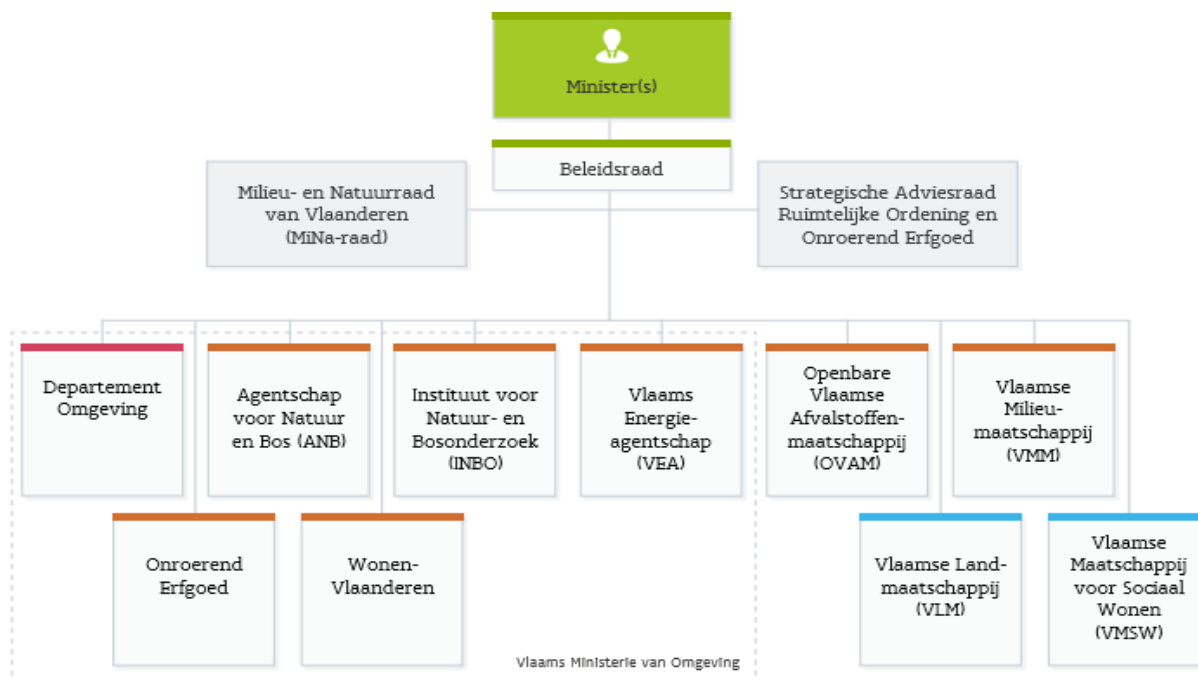 Minister(s)
Beleidsraad
Milieu- en Natuurraad
van Vlaanderen
(MiNa-raad)
Strategische Adviesraad
Ruimtelijke Ordening en
Onroerend Erfgoed
Departement
Omgeving
Agentschap
voor Natuur
en Bos (ANB)
Instituut voor
Natuur- en
Bosonderzoek
(INBO)
Vlaams
Energie-
agentschap
(VEA)
Openbare
Vlaamse
Afvalstoffen-
maatschappij
(OVAM)
Vlaamse
Milieu-
maatschappij
(VMM)
Onroerend
Erfgoed
Wonen-
Vlaanderen
Vlaamse Land-
maatschappij
(VLM)
Vlaamse
Maatschappij
voor Sociaal
Wonen
(VMSW)
Vlaams Ministerie van Omgeving